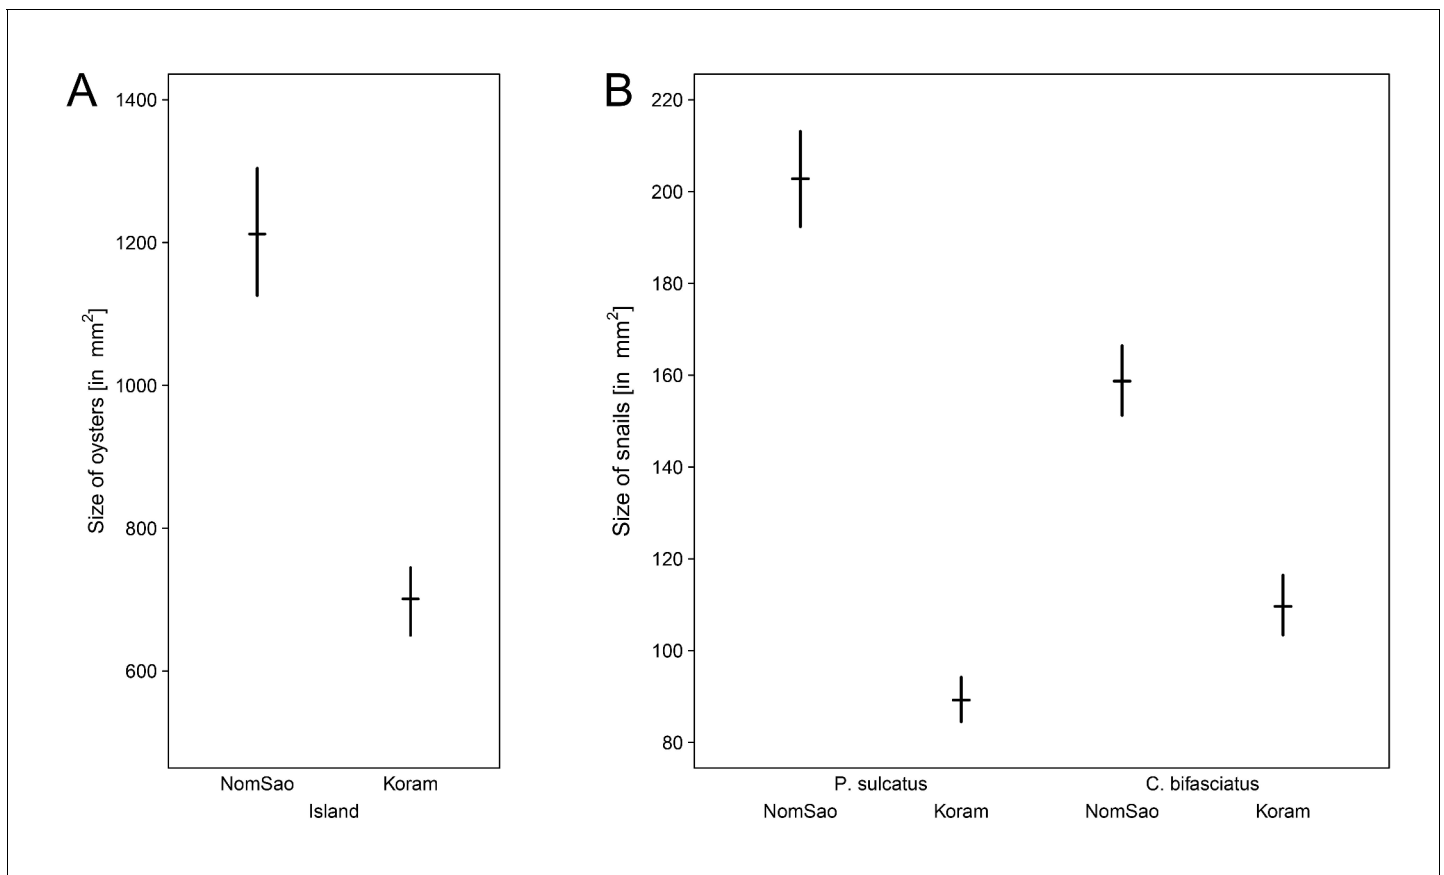 A
1400
1200
1000
800
600
Size of oysters [in mm²]
NomSao Koram
Island
B
220
200
180
160
140
120
100
80
Size of snails [in mm²]
P. sulcatus C. bifasciatus
NomSao Koram NomSao Koram